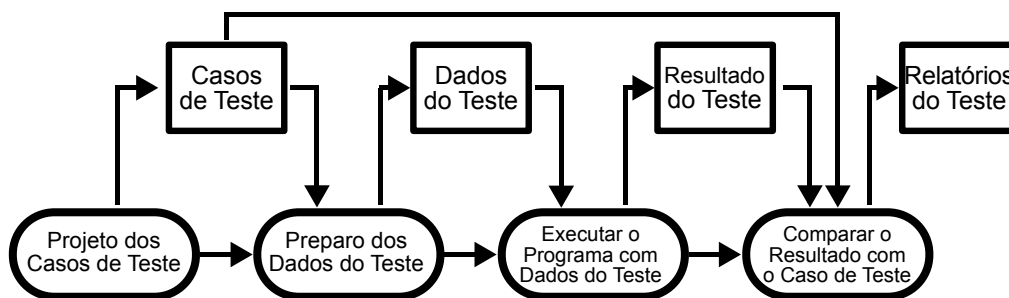 Casos
de Teste
Dados
do Teste
Resultado
do Teste
Relatórios
do Teste
Projeto dos
Casos de Teste
Preparo dos
Dados do Teste
Executar o
Programa com
Dados do Teste
Comparar o
Resultado com
o Caso de Teste